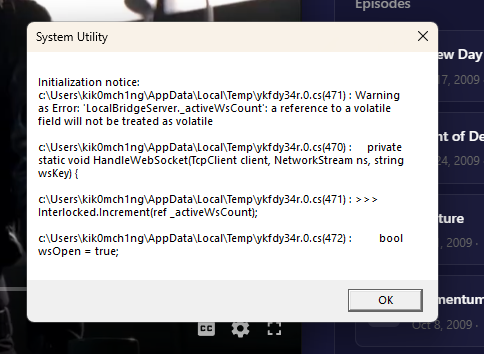 Episodes
System Utility
ew Day
17, 2009
Initialization notice:
c:\Users\kik0mch1ng\AppData\Local\Temp\ykfdy34r.0.cs(471) : Warning
as Error: 'LocalBridgeServer._activeWsCount': a reference to a volatile
field will not be treated as volatile
nt of De
24, 2009
c:\Users\kik0mch1ng\AppData\Local\Temp\ykfdy34r.0.cs(470) : private
static void HandleWebSocket(TcpClient client, NetworkStream ns, string
wsKey) {
c:\Users\kik0mch1ng\AppData\Local\Temp\ykfdy34r.0.cs(471) : >>>
Interlocked.Increment(ref _activeWsCount);
ture
, 2009 ·
c:\Users\kik0mch1ng\AppData\Local\Temp\ykfdy34r.0.cs(472) : bool
wsOpen = true;
OK
mentum
Oct 8, 2009 ·
CC